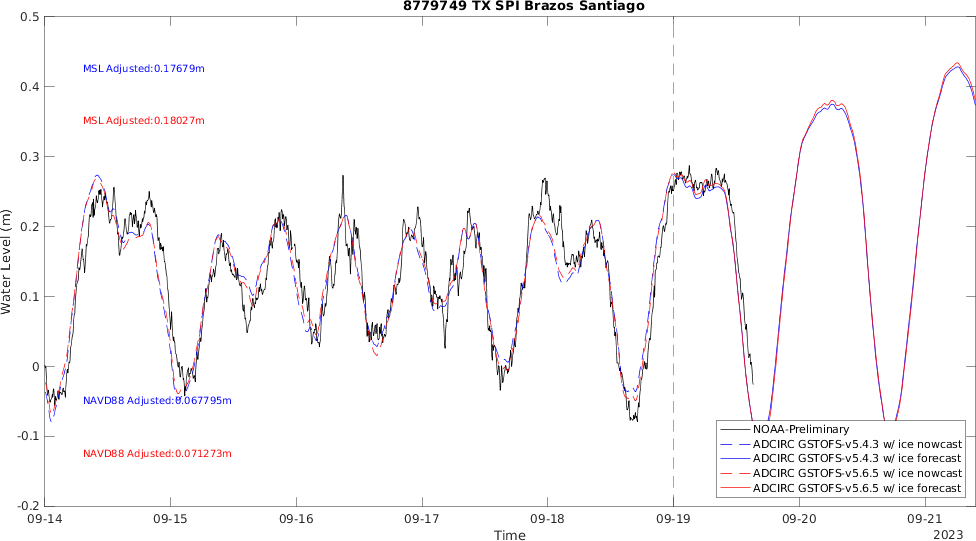 8779749 TX SPI Brazos Santiago
0.5
0.4
0.3
0.2
0.1
0
-0.1
-0.2
Water Level (m)
MSL Adjusted:0.17679m
MSL Adjusted:0.18027m
NAVD88 Adjusted:0.067795m
NAVD88 Adjusted:0.071273m
NOAA-Preliminary
ADCIRC GSTOFS-v5.4.3 w/ ice nowcast
ADCIRC GSTOFS-v5.4.3 w/ ice forecast
ADCIRC GSTOFS-v5.6.5 w/ ice nowcast
ADCIRC GSTOFS-v5.6.5 w/ ice forecast
09-14 09-15 09-16 09-17 09-18 09-19 09-20 09-21
Time
2023